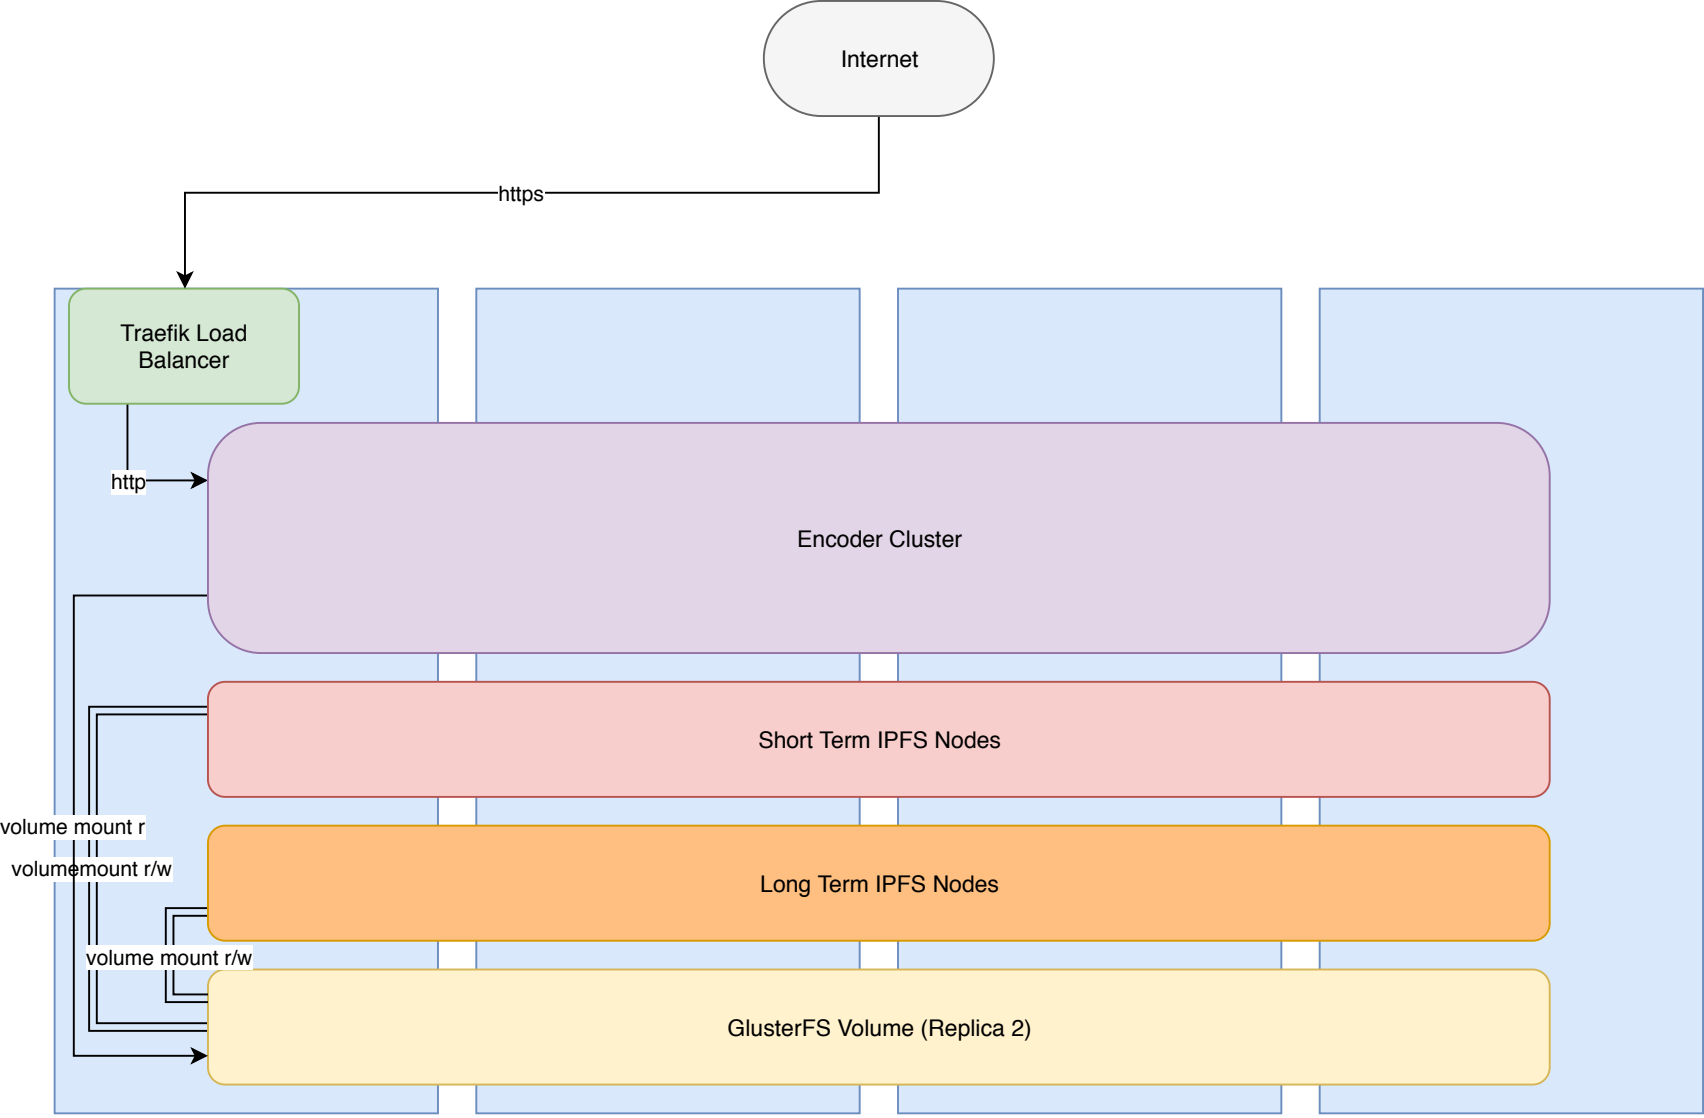 Internet
https
Traefik Load
Balancer
http
Encoder Cluster
Short Term IPFS Nodes
volume mount r
volumemount r/w
Long Term IPFS Nodes
volume mount r/w
GlusterFS Volume (Replica 2)